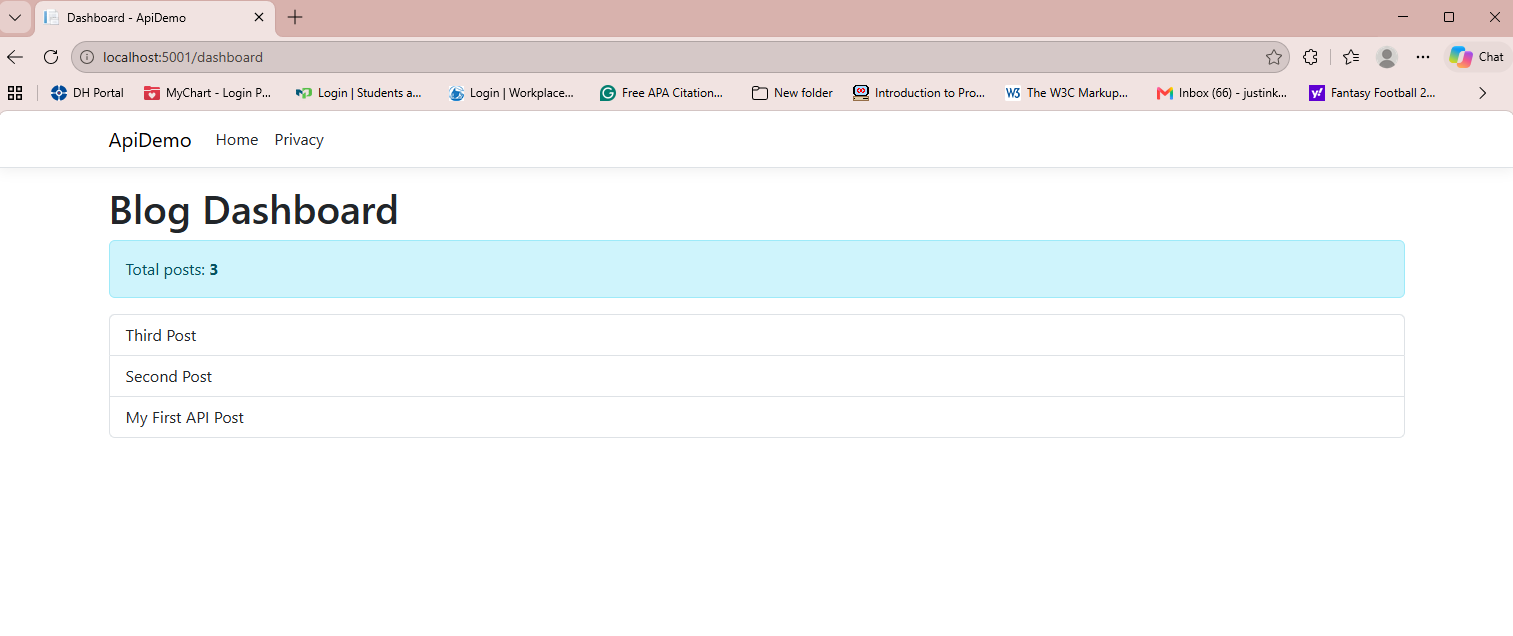 Dashboard - ApiDemo
localhost:5001/dashboard
Chat
DH Portal
MyChart - Login P...
Login | Students a...
Login | Workplace...
Free APA Citation...
New folder
Introduction to Pro...
W3 The W3C Markup...
Inbox (66) - justink...
y! Fantasy Football 2...
ApiDemo Home Privacy
Blog Dashboard
Total posts: 3
Third Post
Second Post
My First API Post